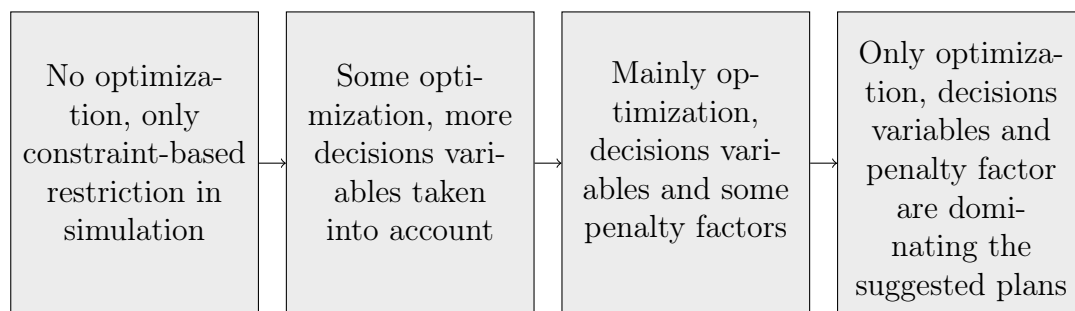 No optimiza-
tion, only
constraint-based
restriction in
simulation
Some opti-
mization, more
decisions vari-
ables taken
into account
Mainly op-
timization,
decisions vari-
ables and some
penalty factors
Only optimiza-
tion, decisions
variables and
penalty factor
are domi-
nating the
suggested plans